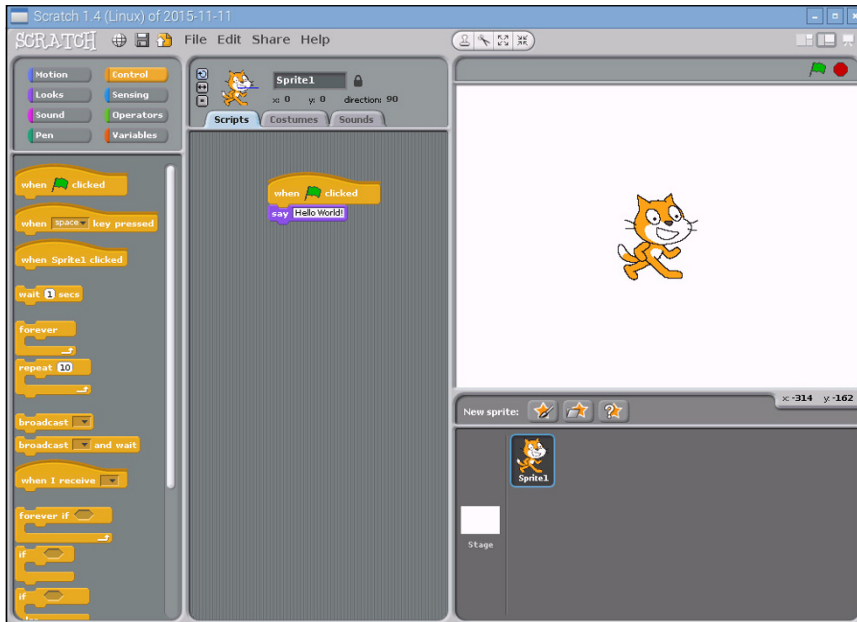 Scratch 1.4 (Linux) of 2015-11-11
SCRATCH File Edit Share Help
Motion Control
Looks Sensing
Sound Operators
Pen Variables
when clicked
when space key pressed
when Sprite1 clicked
wait 1 secs
forever
repeat 10
broadcast
broadcast and wait
when I receive
forever if
if
if
Sprite1
x: 0 y: 0 direction: 90
Scripts Costumes Sounds
when clicked
say Hello World!
x: -314 y: -162
New sprite:
Sprite1
Stage